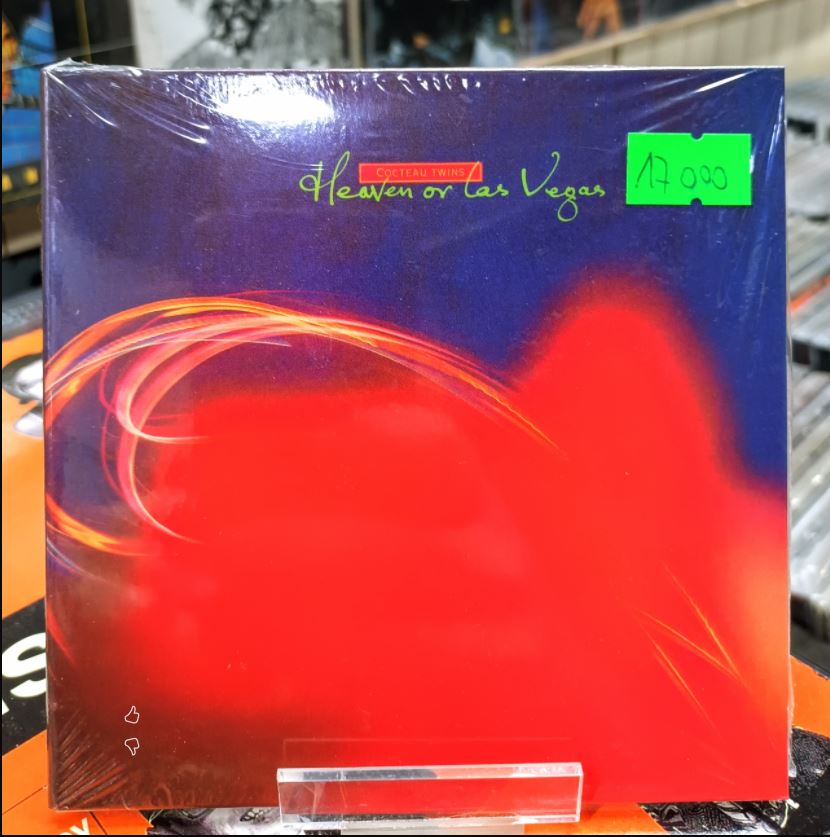 COCTEAU TWINS
Heaven or Las Vegas
17 000